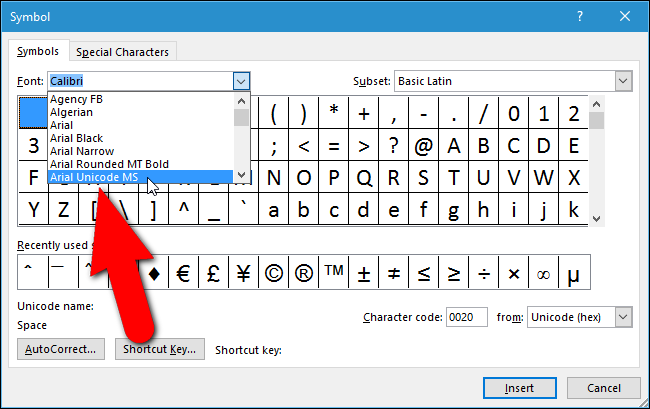 Symbol
? ×
Symbols Special Characters
Font: Calibri Subset: Basic Latin
Agency FB
Algerian
Arial
Arial Black
Arial Narrow
Arial Rounded MT Bold
Arial Unicode MS
( ) * + , - . / 0 1 2
3 ; < = > ? @ A B C D E
F N O P Q R S T U V W X
Y Z [ \ ] ^ _ ` a b c d e f g h i j k
Recently used
ˆ ¯ ♦ € £ ¥ © ® ™ ± ≠ ≤ ≥ ÷ × ∞ µ
Unicode name:
Space
Character code: 0020 from: Unicode (hex)
AutoCorrect... Shortcut Key... Shortcut key:
Insert Cancel